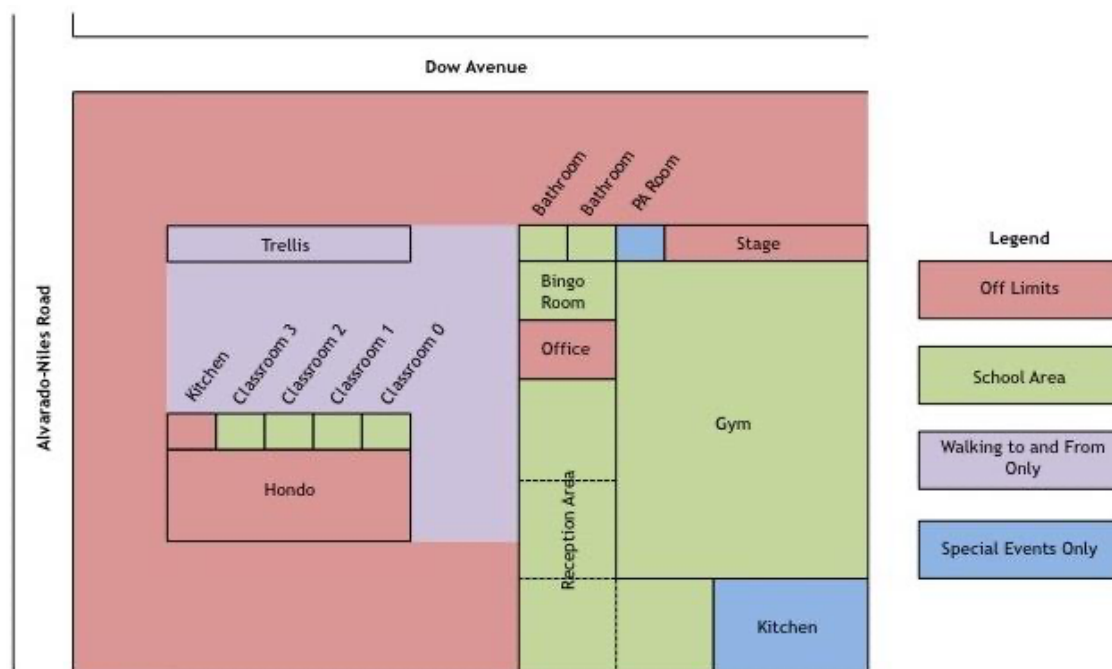 Dow Avenue
Alvarado-Niles Road
Bathroom
Bathroom
PA Room
Trellis
Stage
Bingo
Room
Office
Kitchen
Classroom 3
Classroom 2
Classroom 1
Classroom 0
Hondo
Gym
Reception Area
Kitchen
Legend
Off Limits
School Area
Walking to and From
Only
Special Events Only